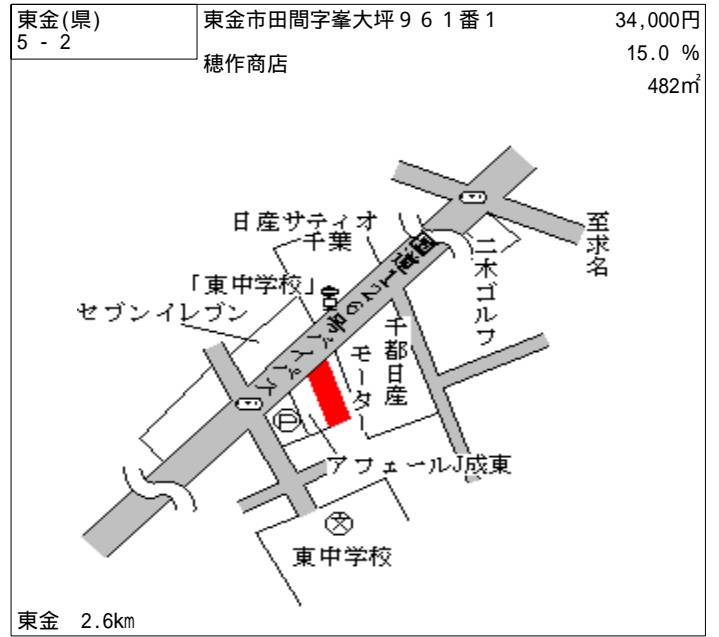 東金(県)
5 - 2
東金市田間字峯大坪９６１番1
34,000円
穂作商店
15.0 %
482㎡
至求名
日産サティオ
千葉
国道126号バイパス
二木ゴルフ
「東中学校」
セブンイレブン
千都日産
モーター
アフェールJ成東
東中学校
東金 2.6km